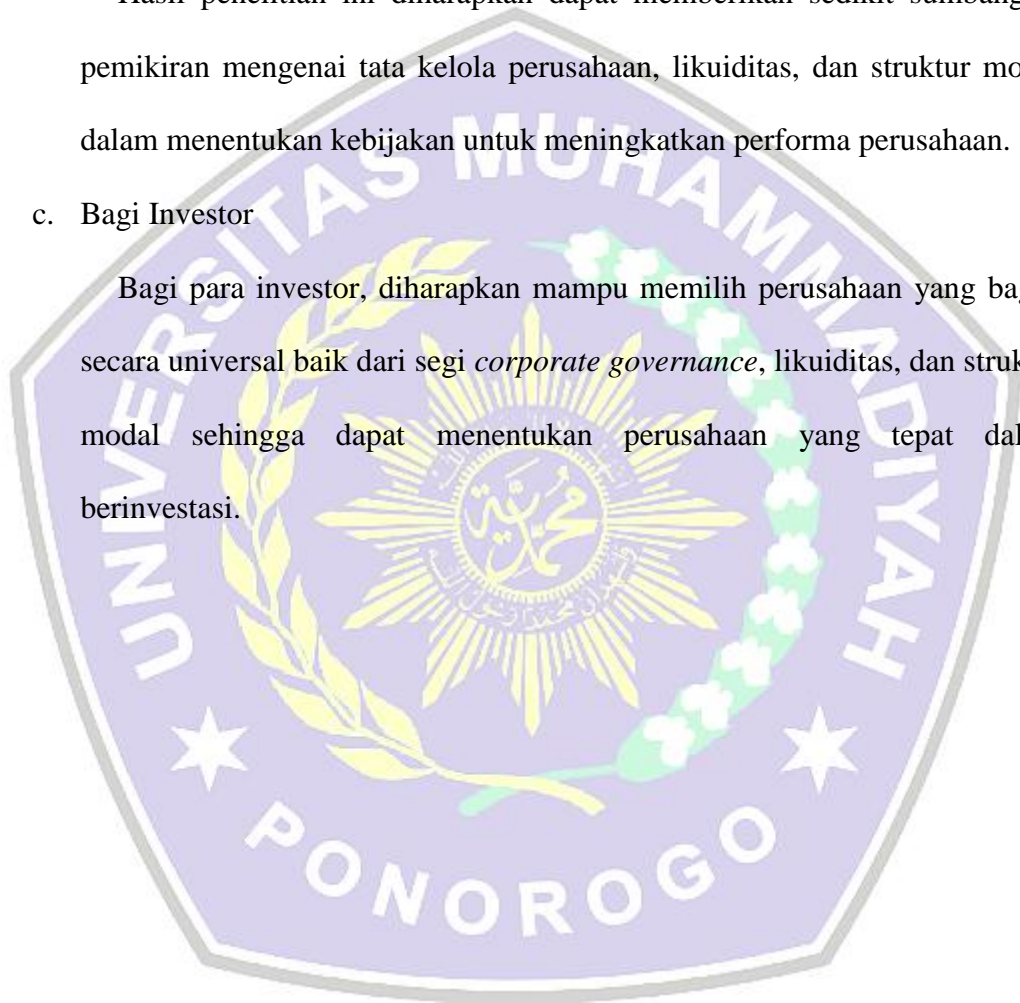 Hasil penelitian ini diharapkan dapat memberikan sedikit sumbang
pemikiran mengenai tata kelola perusahaan, likuiditas, dan struktur mo
dalam menentukan kebijakan untuk meningkatkan performa perusahaan.
c. Bagi Investor
Bagi para investor, diharapkan mampu memilih perusahaan yang bag
secara universal baik dari segi corporate governance, likuiditas, dan struk
modal sehingga dapat menentukan perusahaan yang tepat dal
berinvestasi.
UNIVERSITAS MUHAMMADIYAH
PONOROGO
محمدية